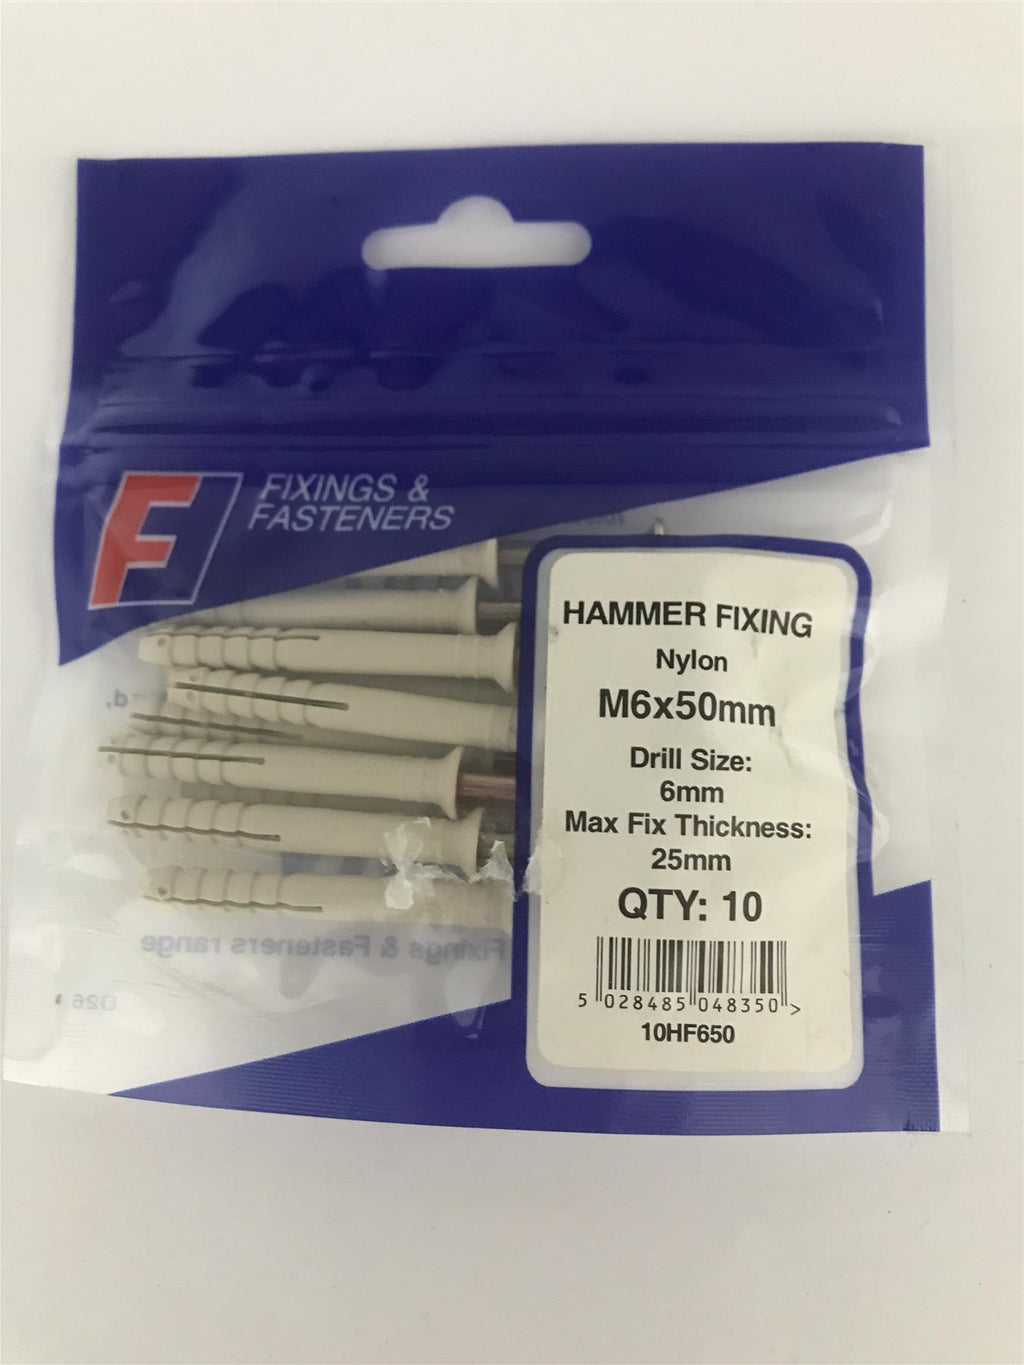 F
FIXINGS &
FASTENERS
HAMMER FIXING
Nylon
M6x50mm
Drill Size:
6mm
Max Fix Thickness:
25mm
QTY: 10
5 028485 048350 >
10HF650
d,
Fixings & Fasteners range
D26